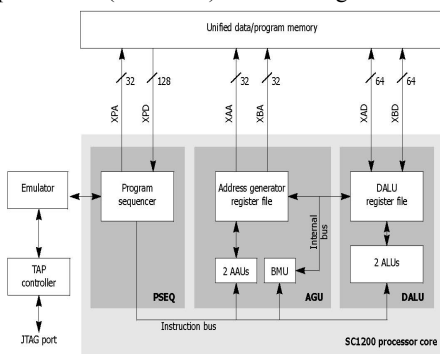 Unified data/program memory
32
128
32
32
64
64
XPA
XPD
XAA
XBA
XAD
XBD
Emulator
Program
sequencer
Address generator
register file
Internal
bus
DALU
register file
TAP
controller
2 AAUs
BMU
2 ALUs
PSEQ
AGU
DALU
Instruction bus
JTAG port
SC1200 processor core